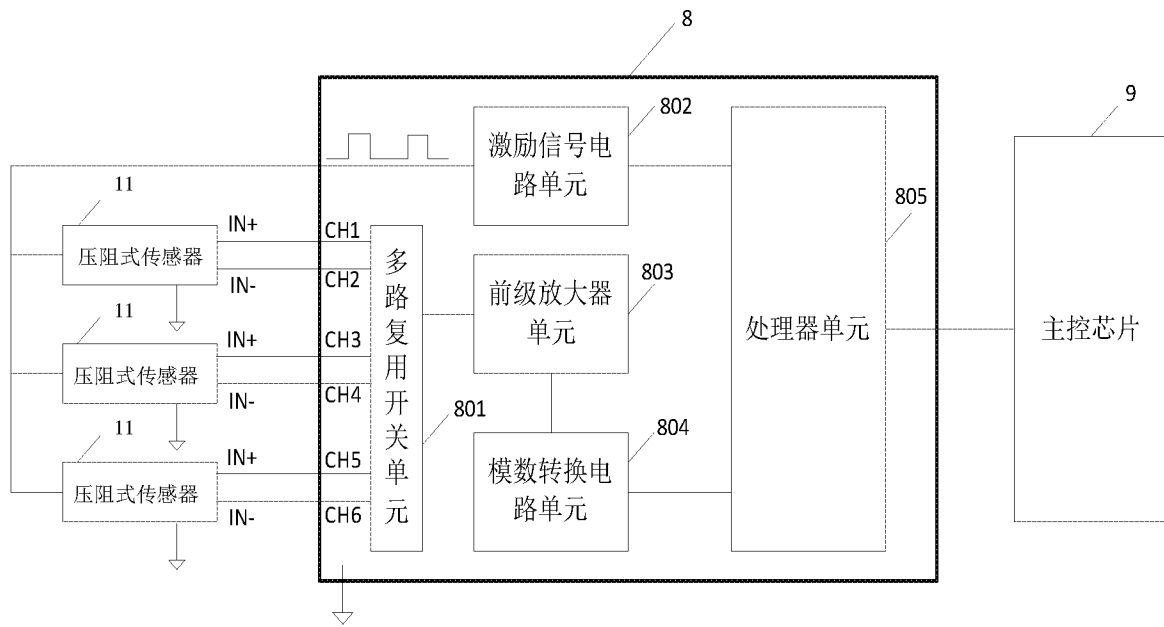 8
9
802
激励信号电
路单元
805
11
压阻式传感器
IN+
IN-
CH1
CH2
多路复用开关单元
803
前级放大器
单元
处理器单元
主控芯片
11
压阻式传感器
IN+
IN-
CH3
CH4
801
804
模数转换电
路单元
11
压阻式传感器
IN+
IN-
CH5
CH6